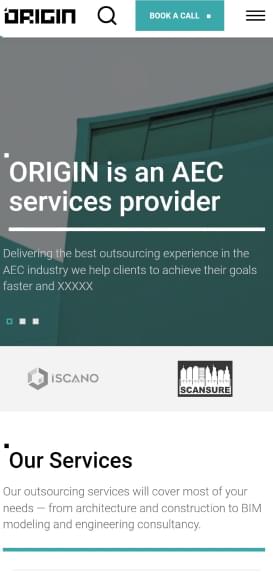 ORIGIN
BOOK A CALL
ORIGIN is an AEC
services provider
Delivering the best outsourcing experience in the
AEC industry we help clients to achieve their goals
faster and XXXXX
iSCANO
SCANSURE
Our Services
Our outsourcing services will cover most of your
needs — from architecture and construction to BIM
modeling and engineering consultancy.